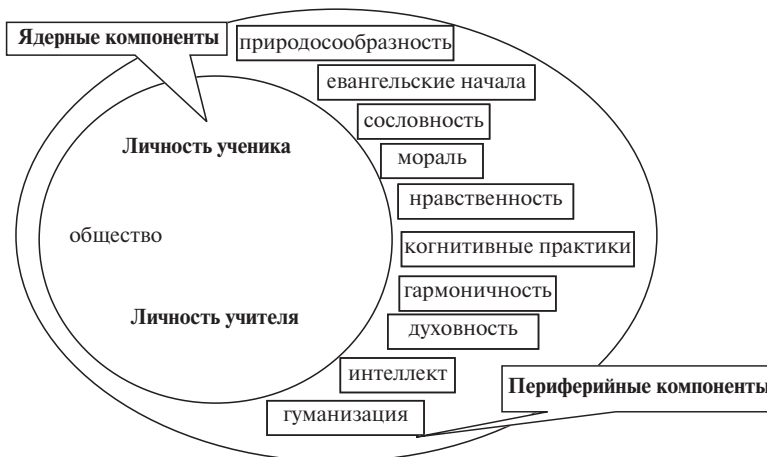 Ядерные компоненты
природосообразность
евангельские начала
сословность
Личность ученика
мораль
нравственность
общество
когнитивные практики
гармоничность
Личность учителя
духовность
интеллект
Периферийные компоненты
гуманизация